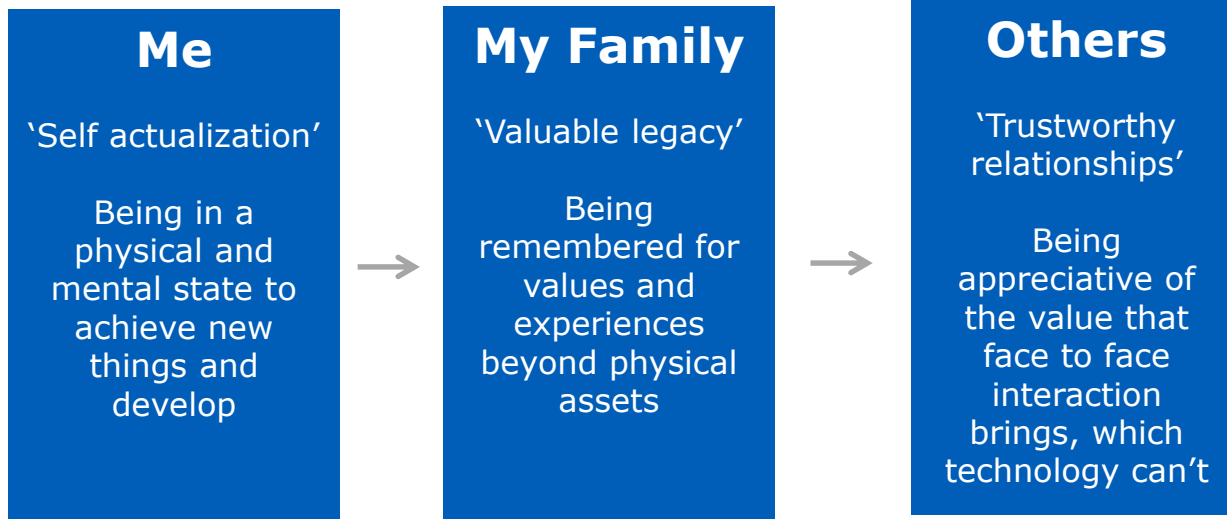 Me
‘Self actualization’
Being in a
physical and
mental state to
achieve new
things and
develop
My Family
‘Valuable legacy’
Being
remembered for
values and
experiences
beyond physical
assets
Others
‘Trustworthy
relationships’
Being
appreciative of
the value that
face to face
interaction
brings, which
technology can’t